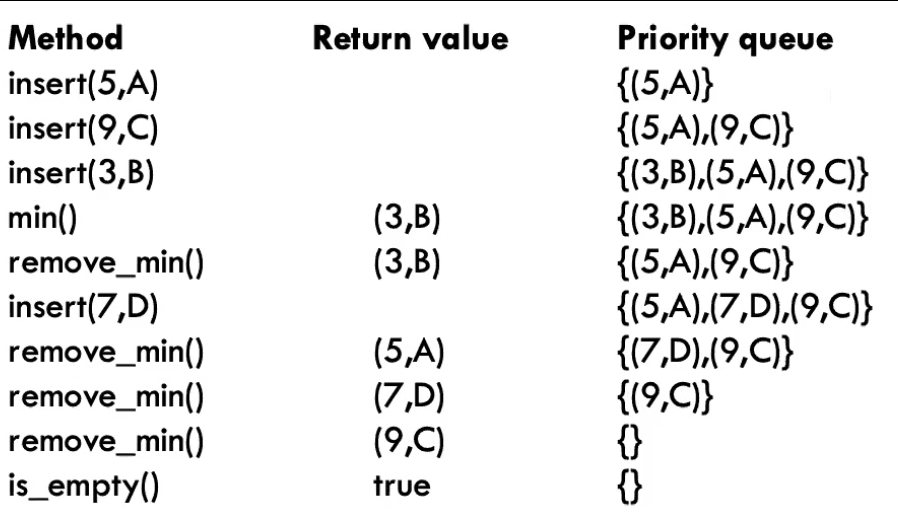 Method Return value Priority queue
insert(5,A) {(5,A)}
insert(9,C) {(5,A),(9,C)}
insert(3,B) {(3,B),(5,A),(9,C)}
min() (3,B) {(3,B),(5,A),(9,C)}
remove_min() (3,B) {(5,A),(9,C)}
insert(7,D) {(5,A),(7,D),(9,C)}
remove_min() (5,A) {(7,D),(9,C)}
remove_min() (7,D) {(9,C)}
remove_min() (9,C) {}
is_empty() true {}